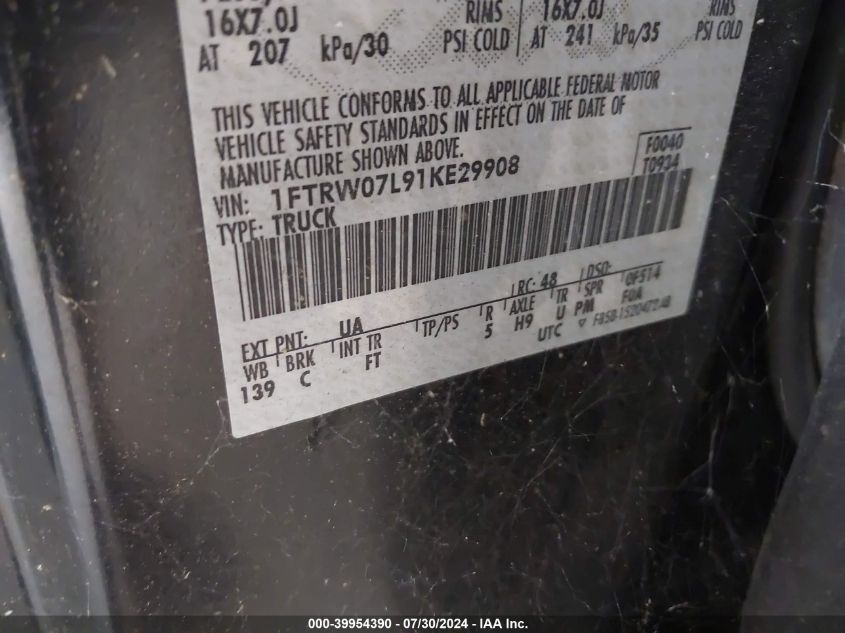 16X7.0J RIMS 16X7.0J RIMS
AT 207 kPa/30 PSI COLD AT 241 kPa/35 PSI COLD
THIS VEHICLE CONFORMS TO ALL APPLICABLE FEDERAL MOTOR
VEHICLE SAFETY STANDARDS IN EFFECT ON THE DATE OF
MANUFACTURE SHOWN ABOVE.
F0040
T0934
VIN: 1FTRW07L91KE29908
TYPE: TRUCK
EXT PNT: UA RC: 48 DSO:
WB BRK INT TR TP/PS R AXLE TR SPR 0F514
139 C FT 5 H9 U PM FOA
UTC ▽
000-39954390 - 07/30/2024 - IAA Inc.